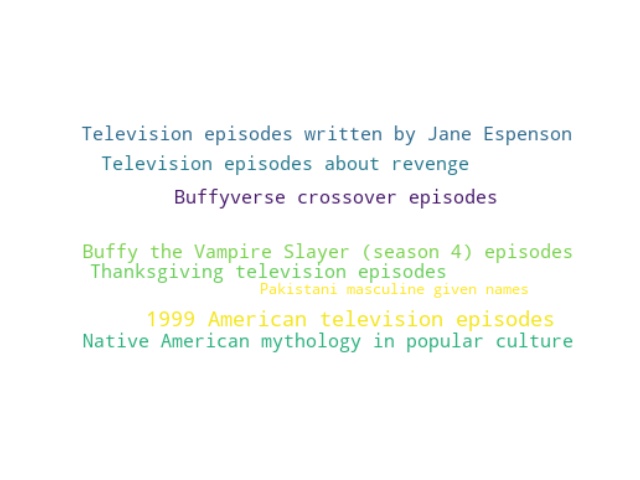 Television episodes written by Jane Espenson
Television episodes about revenge
Buffyverse crossover episodes
Buffy the Vampire Slayer (season 4) episodes
Thanksgiving television episodes
Pakistani masculine given names
1999 American television episodes
Native American mythology in popular culture